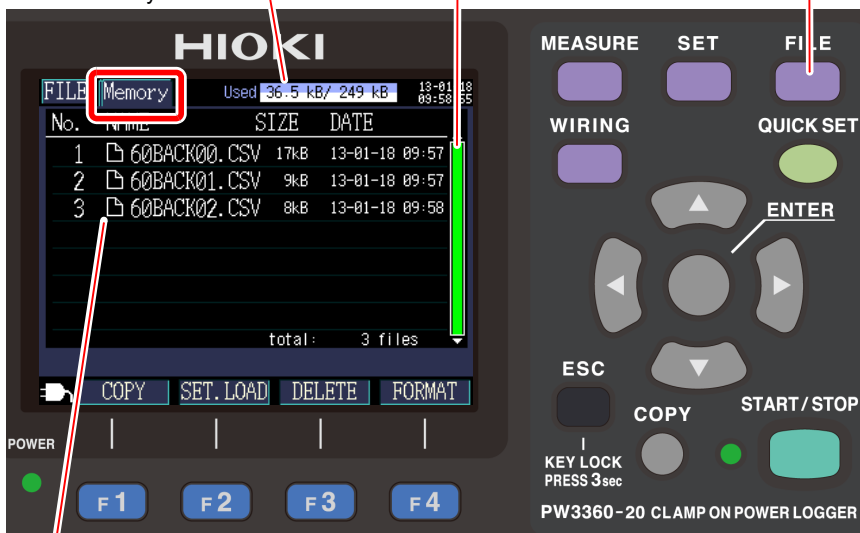 HIOKI
MEASURE SET FILE
FILE Memory Used 36.5 kB/ 249 kB 13-01-18
09:58:55
No. NAME SIZE DATE
1 60BACK00.CSV 17kB 13-01-18 09:57
2 60BACK01.CSV 9kB 13-01-18 09:57
3 60BACK02.CSV 8kB 13-01-18 09:58
total: 3 files
COPY SET.LOAD DELETE FORMAT
POWER
F1 F2 F3 F4
WIRING QUICK SET
ENTER
ESC
COPY START/STOP
KEY LOCK
PRESS 3sec
PW3360-20 CLAMP ON POWER LOGGER